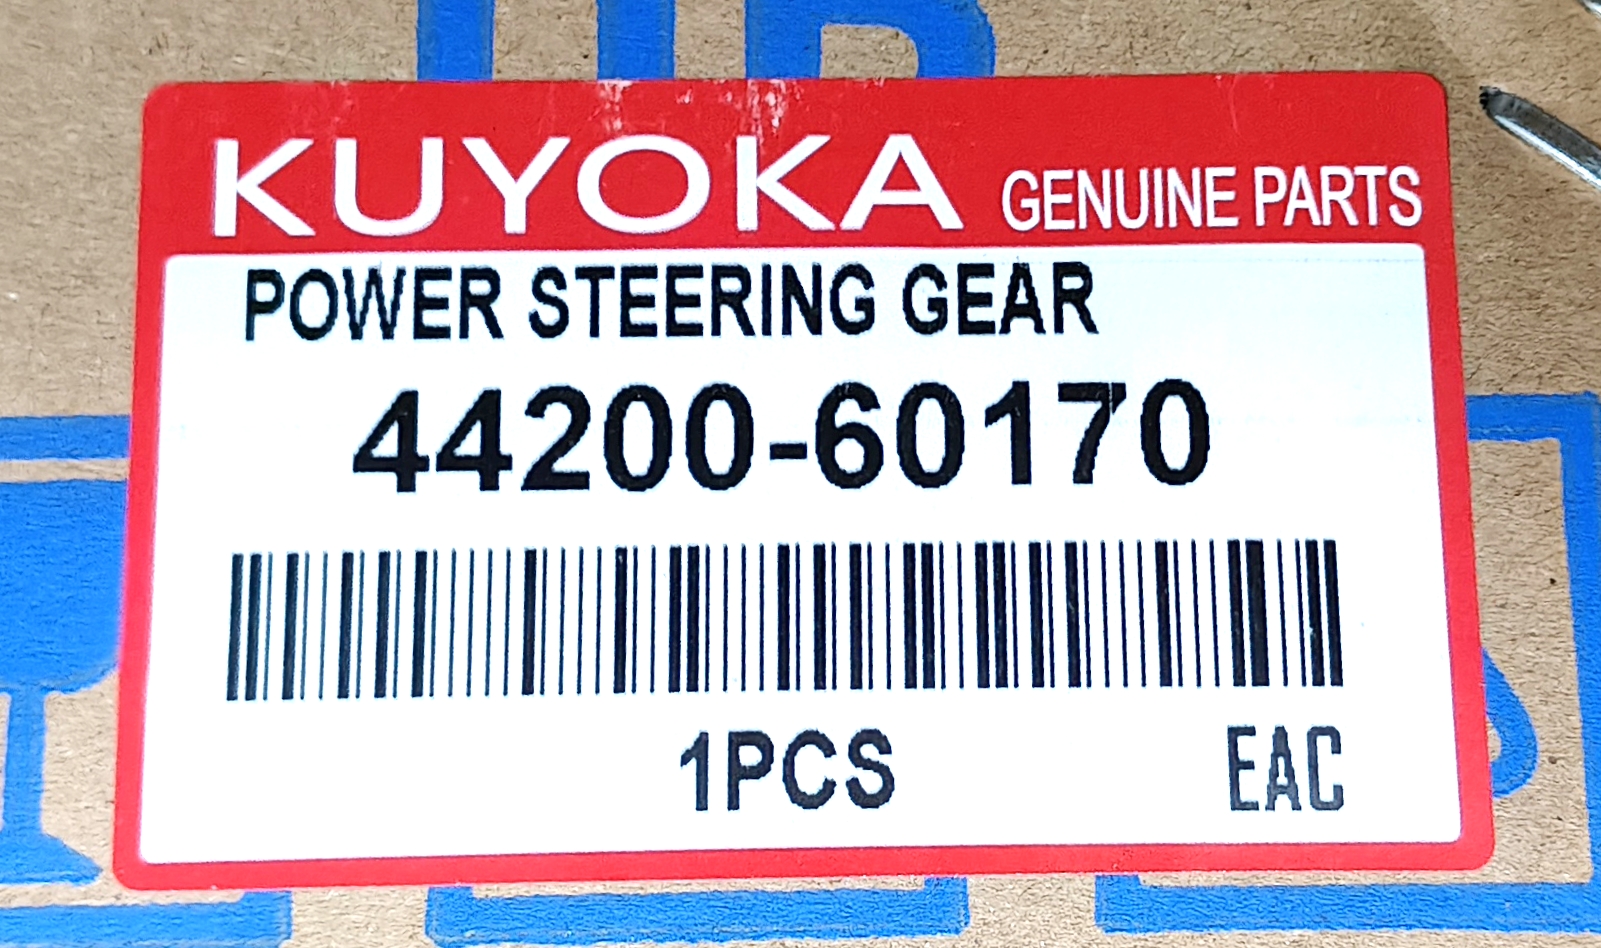 KUYOKA GENUINE PARTS
POWER STEERING GEAR
44200-60170
1PCS EAC